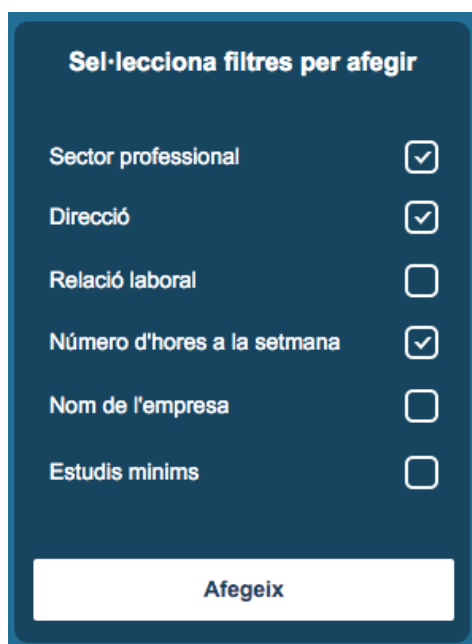 Sel·lecciona filtres per afegir
Sector professional
Direcció
Relació laboral
Número d'hores a la setmana
Nom de l'empresa
Estudis minims
Afegeix